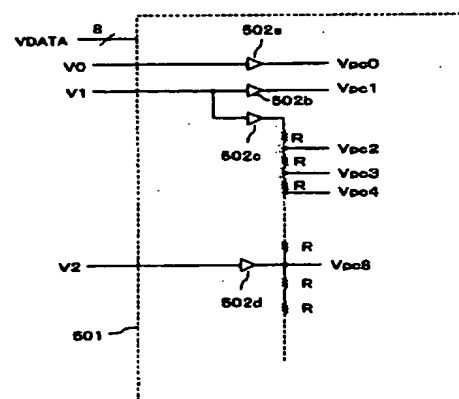 VDATA 8
502a
V0 Vpc0
V1 Vpc1
502b
502c
R
Vpc2
R
Vpc3
R
Vpc4
R
V2 Vpc8
502d
R
R
501